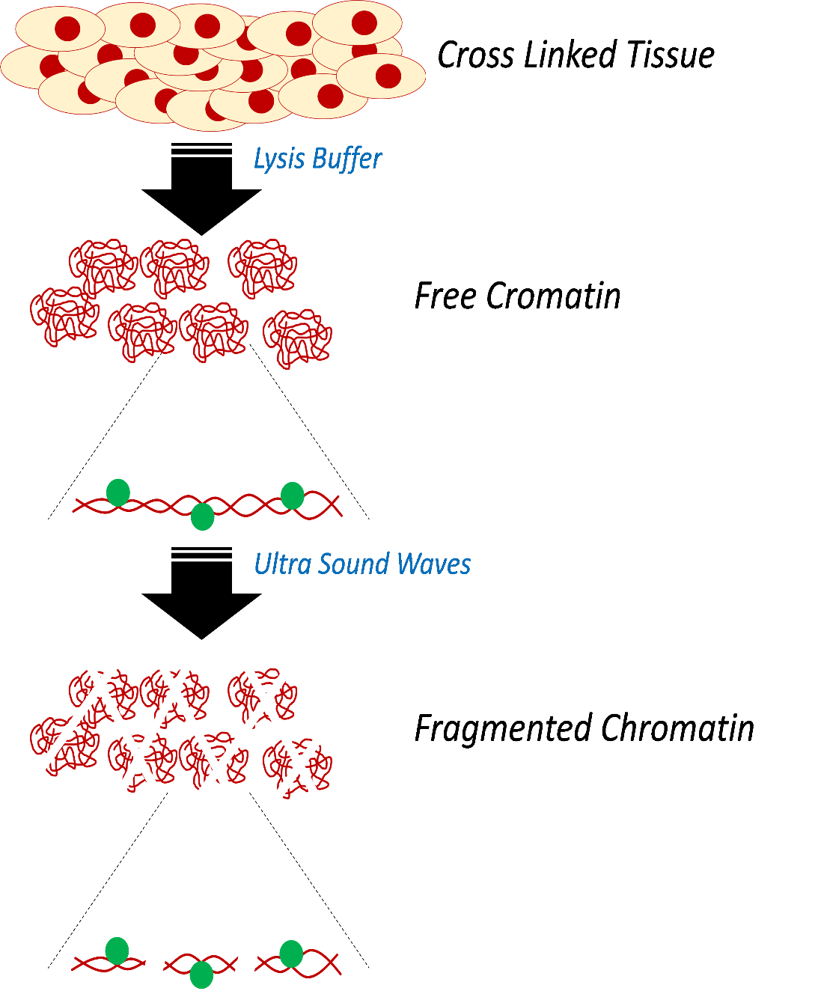 Cross Linked Tissue
Lysis Buffer
Free Cromatin
Ultra Sound Waves
Fragmented Chromatin